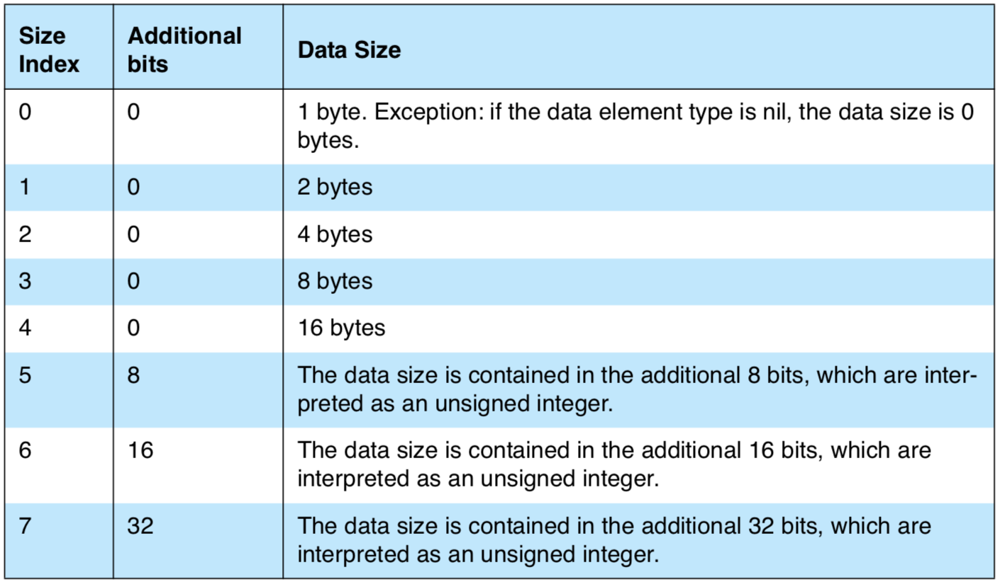 Size Index | Additional bits | Data Size
0 | 0 | 1 byte. Exception: if the data element type is nil, the data size is 0
bytes.
1 | 0 | 2 bytes
2 | 0 | 4 bytes
3 | 0 | 8 bytes
4 | 0 | 16 bytes
5 | 8 | The data size is contained in the additional 8 bits, which are inter-
preted as an unsigned integer.
6 | 16 | The data size is contained in the additional 16 bits, which are
interpreted as an unsigned integer.
7 | 32 | The data size is contained in the additional 32 bits, which are
interpreted as an unsigned integer.